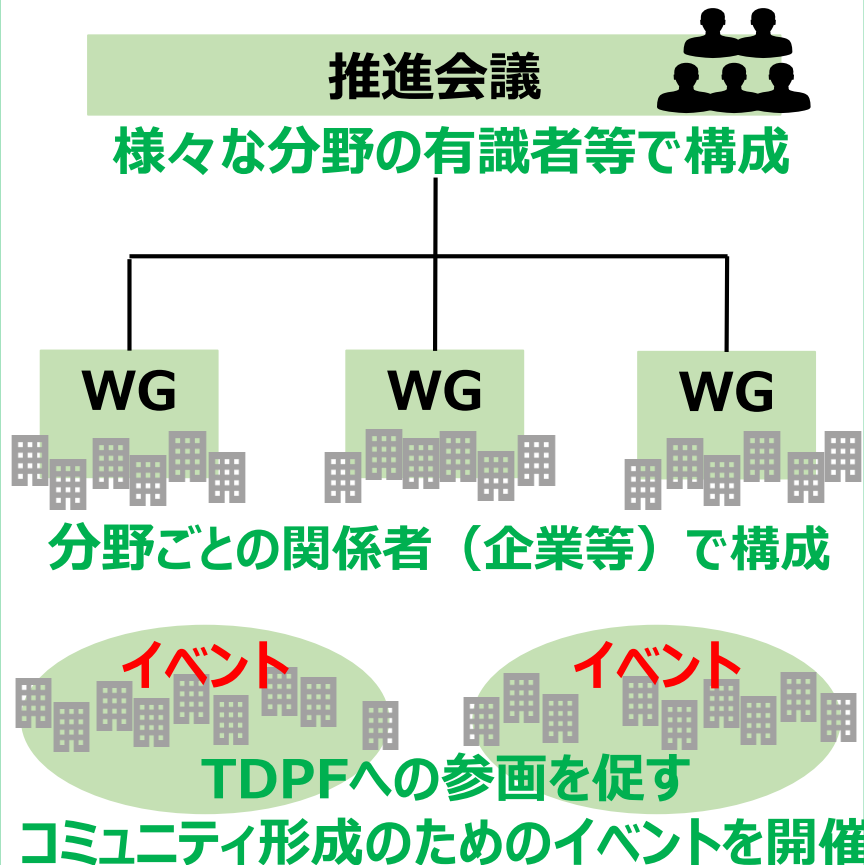 推進会議
様々な分野の有識者等で構成
WG WG WG
分野ごとの関係者（企業等）で構成
イベント イベント
TDPFへの参画を促す
コミュニティ形成のためのイベントを開催